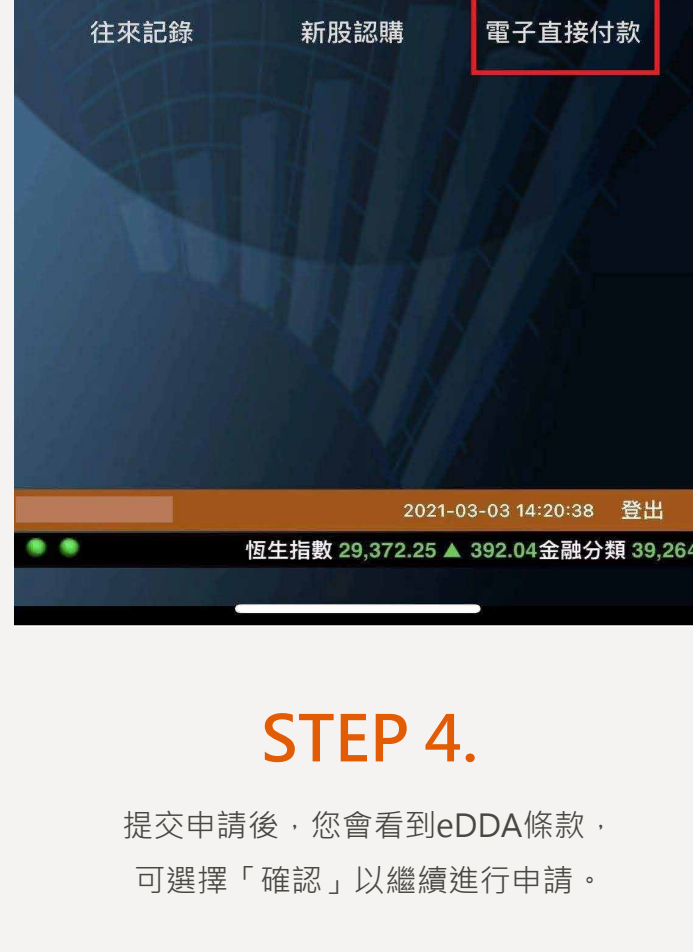 往來記錄 新股認購 電子直接付款
2021-03-03 14:20:38 登出
恆生指數 29,372.25 ▲ 392.04金融分類 39,264
STEP 4.
提交申請後，您會看到eDDA條款，
可選擇「確認」以繼續進行申請。